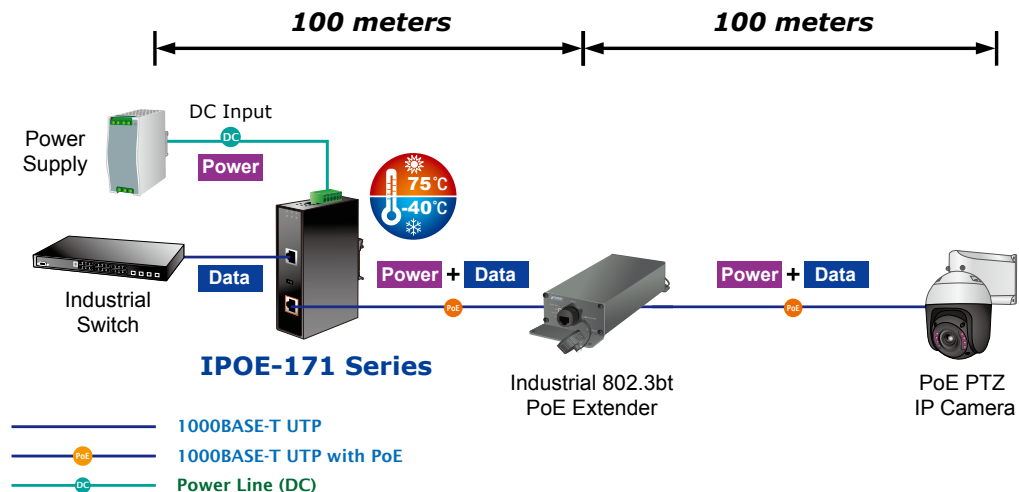 100 meters
100 meters
DC Input
DC
Power
Supply
Power
75°C
-40°C
Industrial
Switch
Data
Power + Data
PoE
Power + Data
PoE
IPOE-171 Series
Industrial 802.3bt
PoE Extender
PoE PTZ
IP Camera
1000BASE-T UTP
PoE
1000BASE-T UTP with PoE
DC
Power Line (DC)